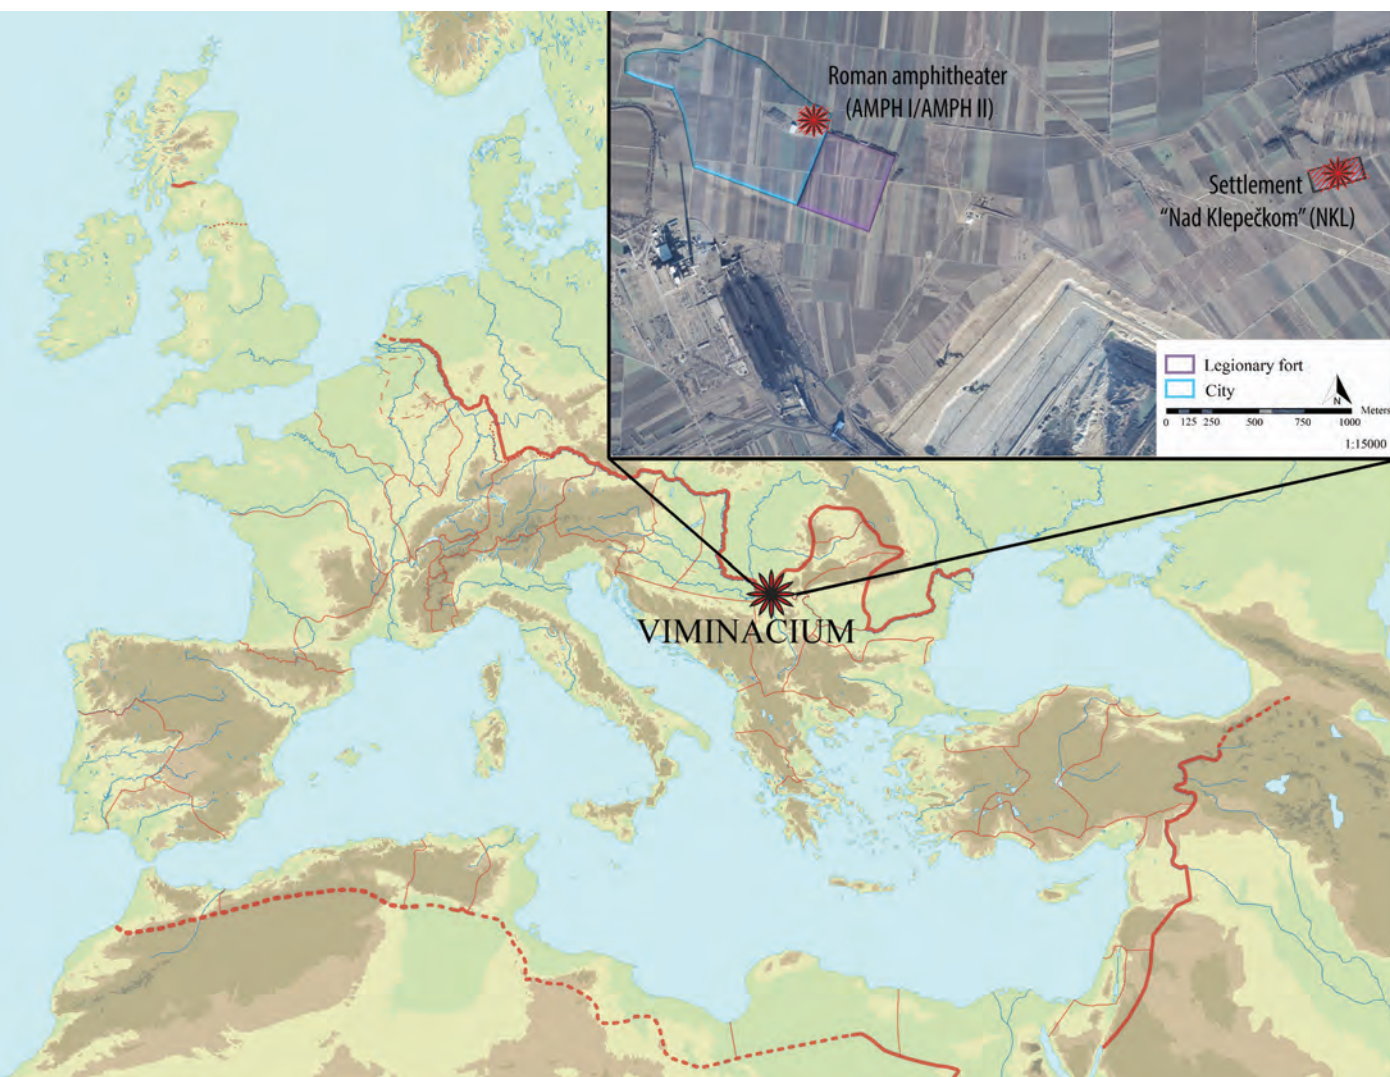 Roman amphitheater
(AMPH I/AMPH II)
Settlement
“Nad Klepečkom” (NKL)
Legionary fort
City
N
Meters
0 125 250 500 750 1000
1:15000
VIMINACIUM